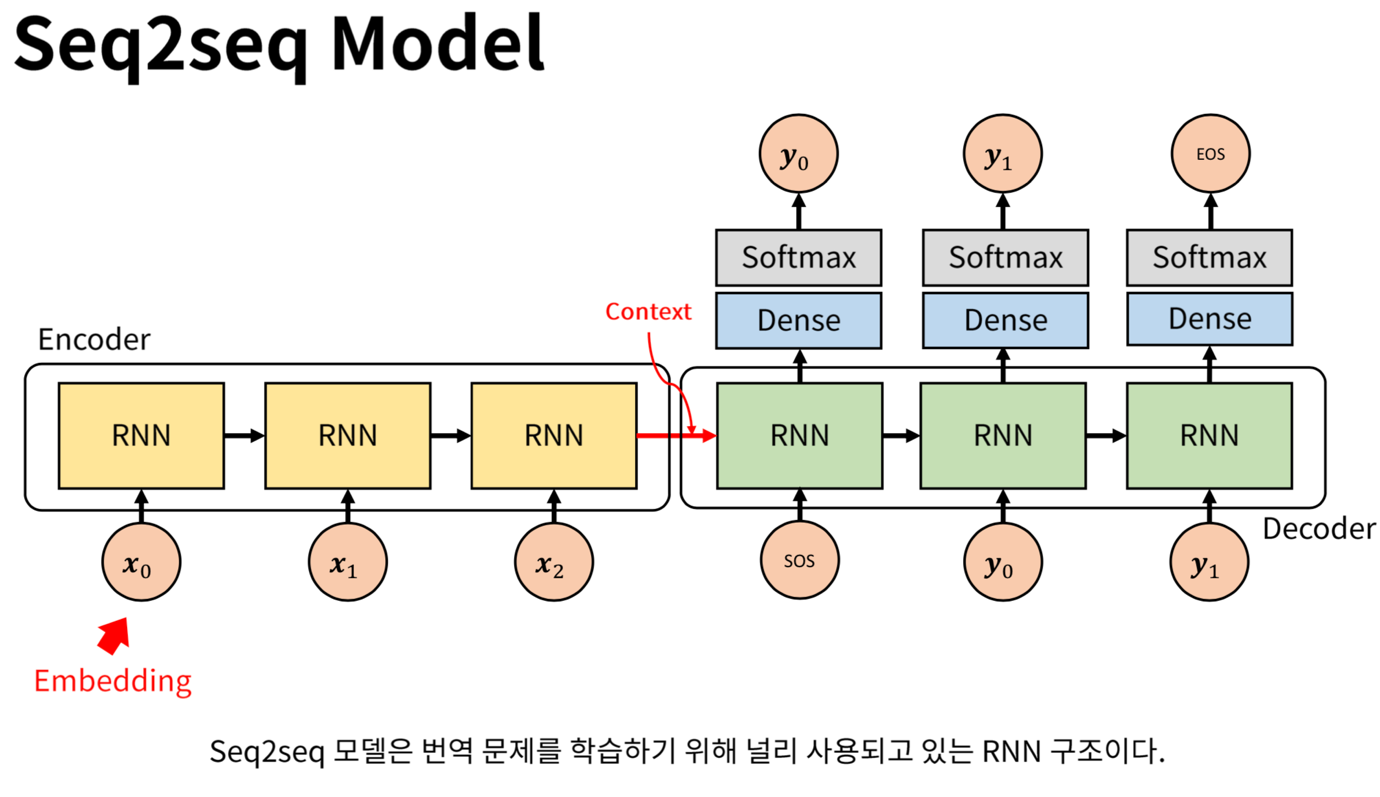 Seq2seq Model
y0
y1
EOS
Softmax
Softmax
Softmax
Context
Dense
Dense
Dense
Encoder
RNN
RNN
RNN
RNN
RNN
RNN
Decoder
x0
x1
x2
SOS
y0
y1
Embedding
Seq2seq 모델은 번역 문제를 학습하기 위해 널리 사용되고 있는 RNN 구조이다.